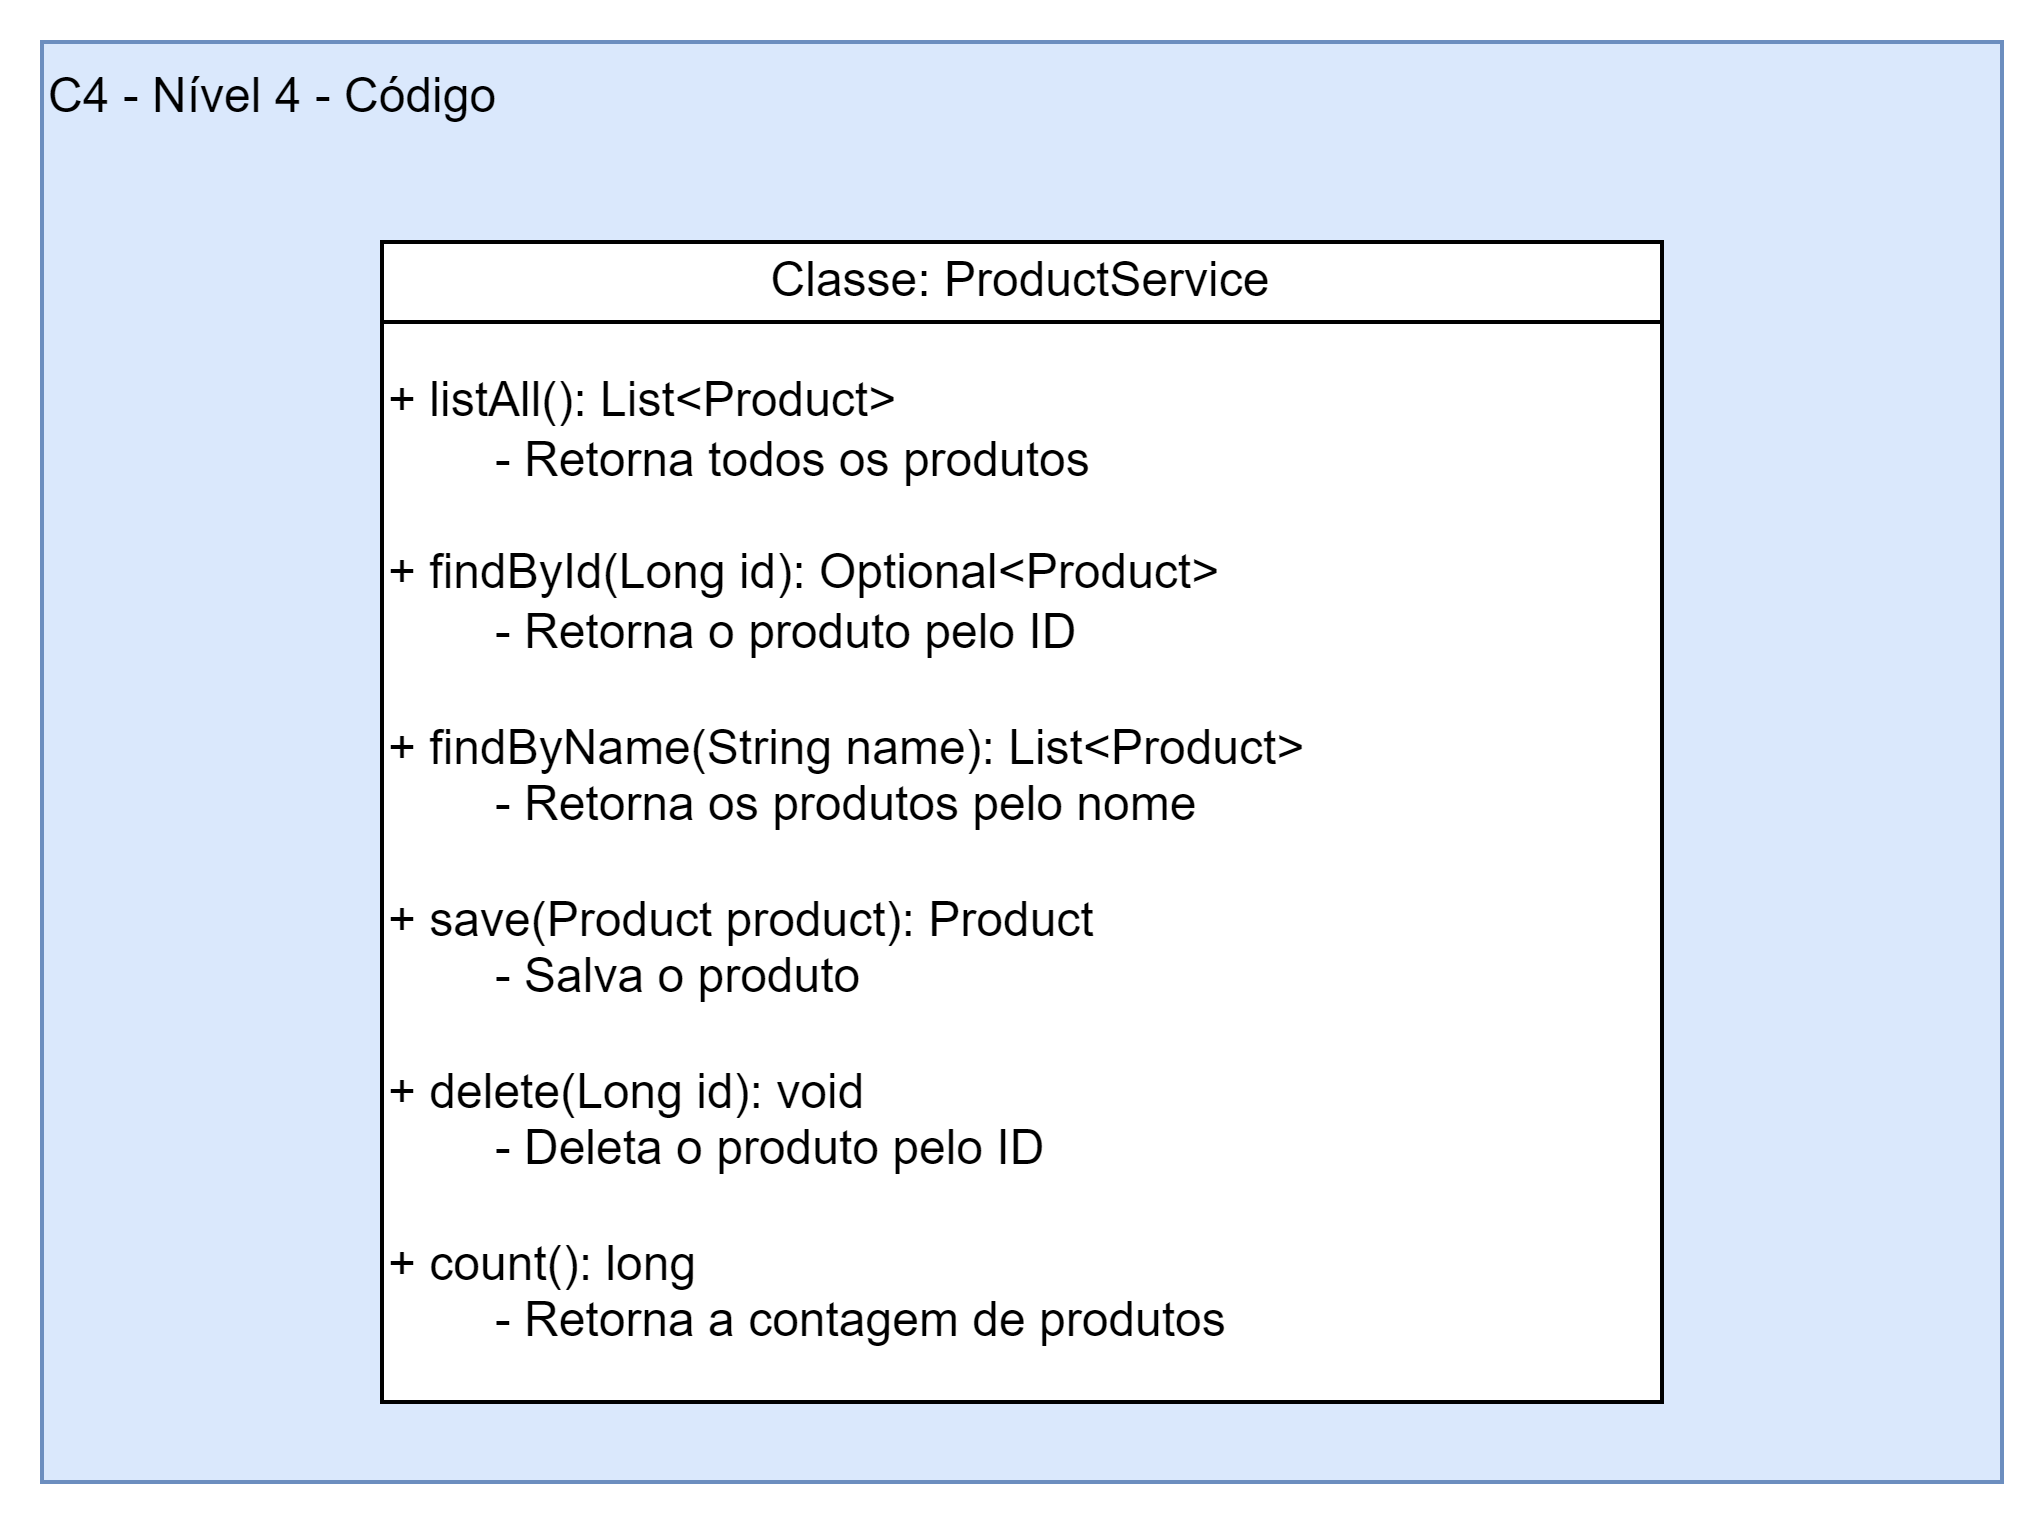 C4 - Nível 4 - Código
Classe: ProductService
+ listAll(): List<Product>
- Retorna todos os produtos
+ findById(Long id): Optional<Product>
- Retorna o produto pelo ID
+ findByName(String name): List<Product>
- Retorna os produtos pelo nome
+ save(Product product): Product
- Salva o produto
+ delete(Long id): void
- Deleta o produto pelo ID
+ count(): long
- Retorna a contagem de produtos